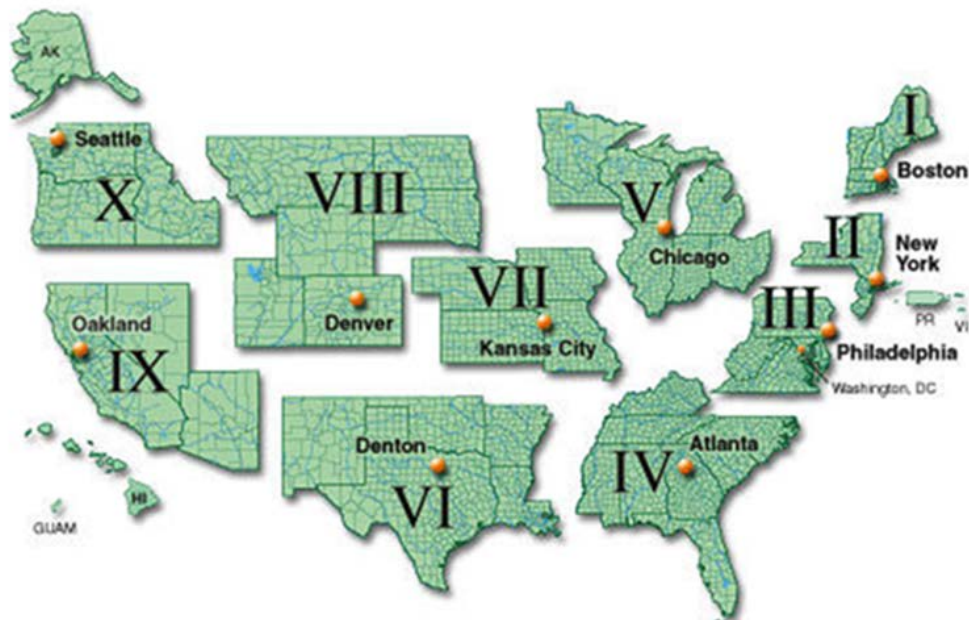 AK
Seattle
X
VIII
V
I
Boston
II
New
York
Chicago
VII
Denver
Kansas City
III
PR
VI
Philadelphia
Washington, DC
Oakland
IX
Denton
VI
Atlanta
IV
HI
GUAM